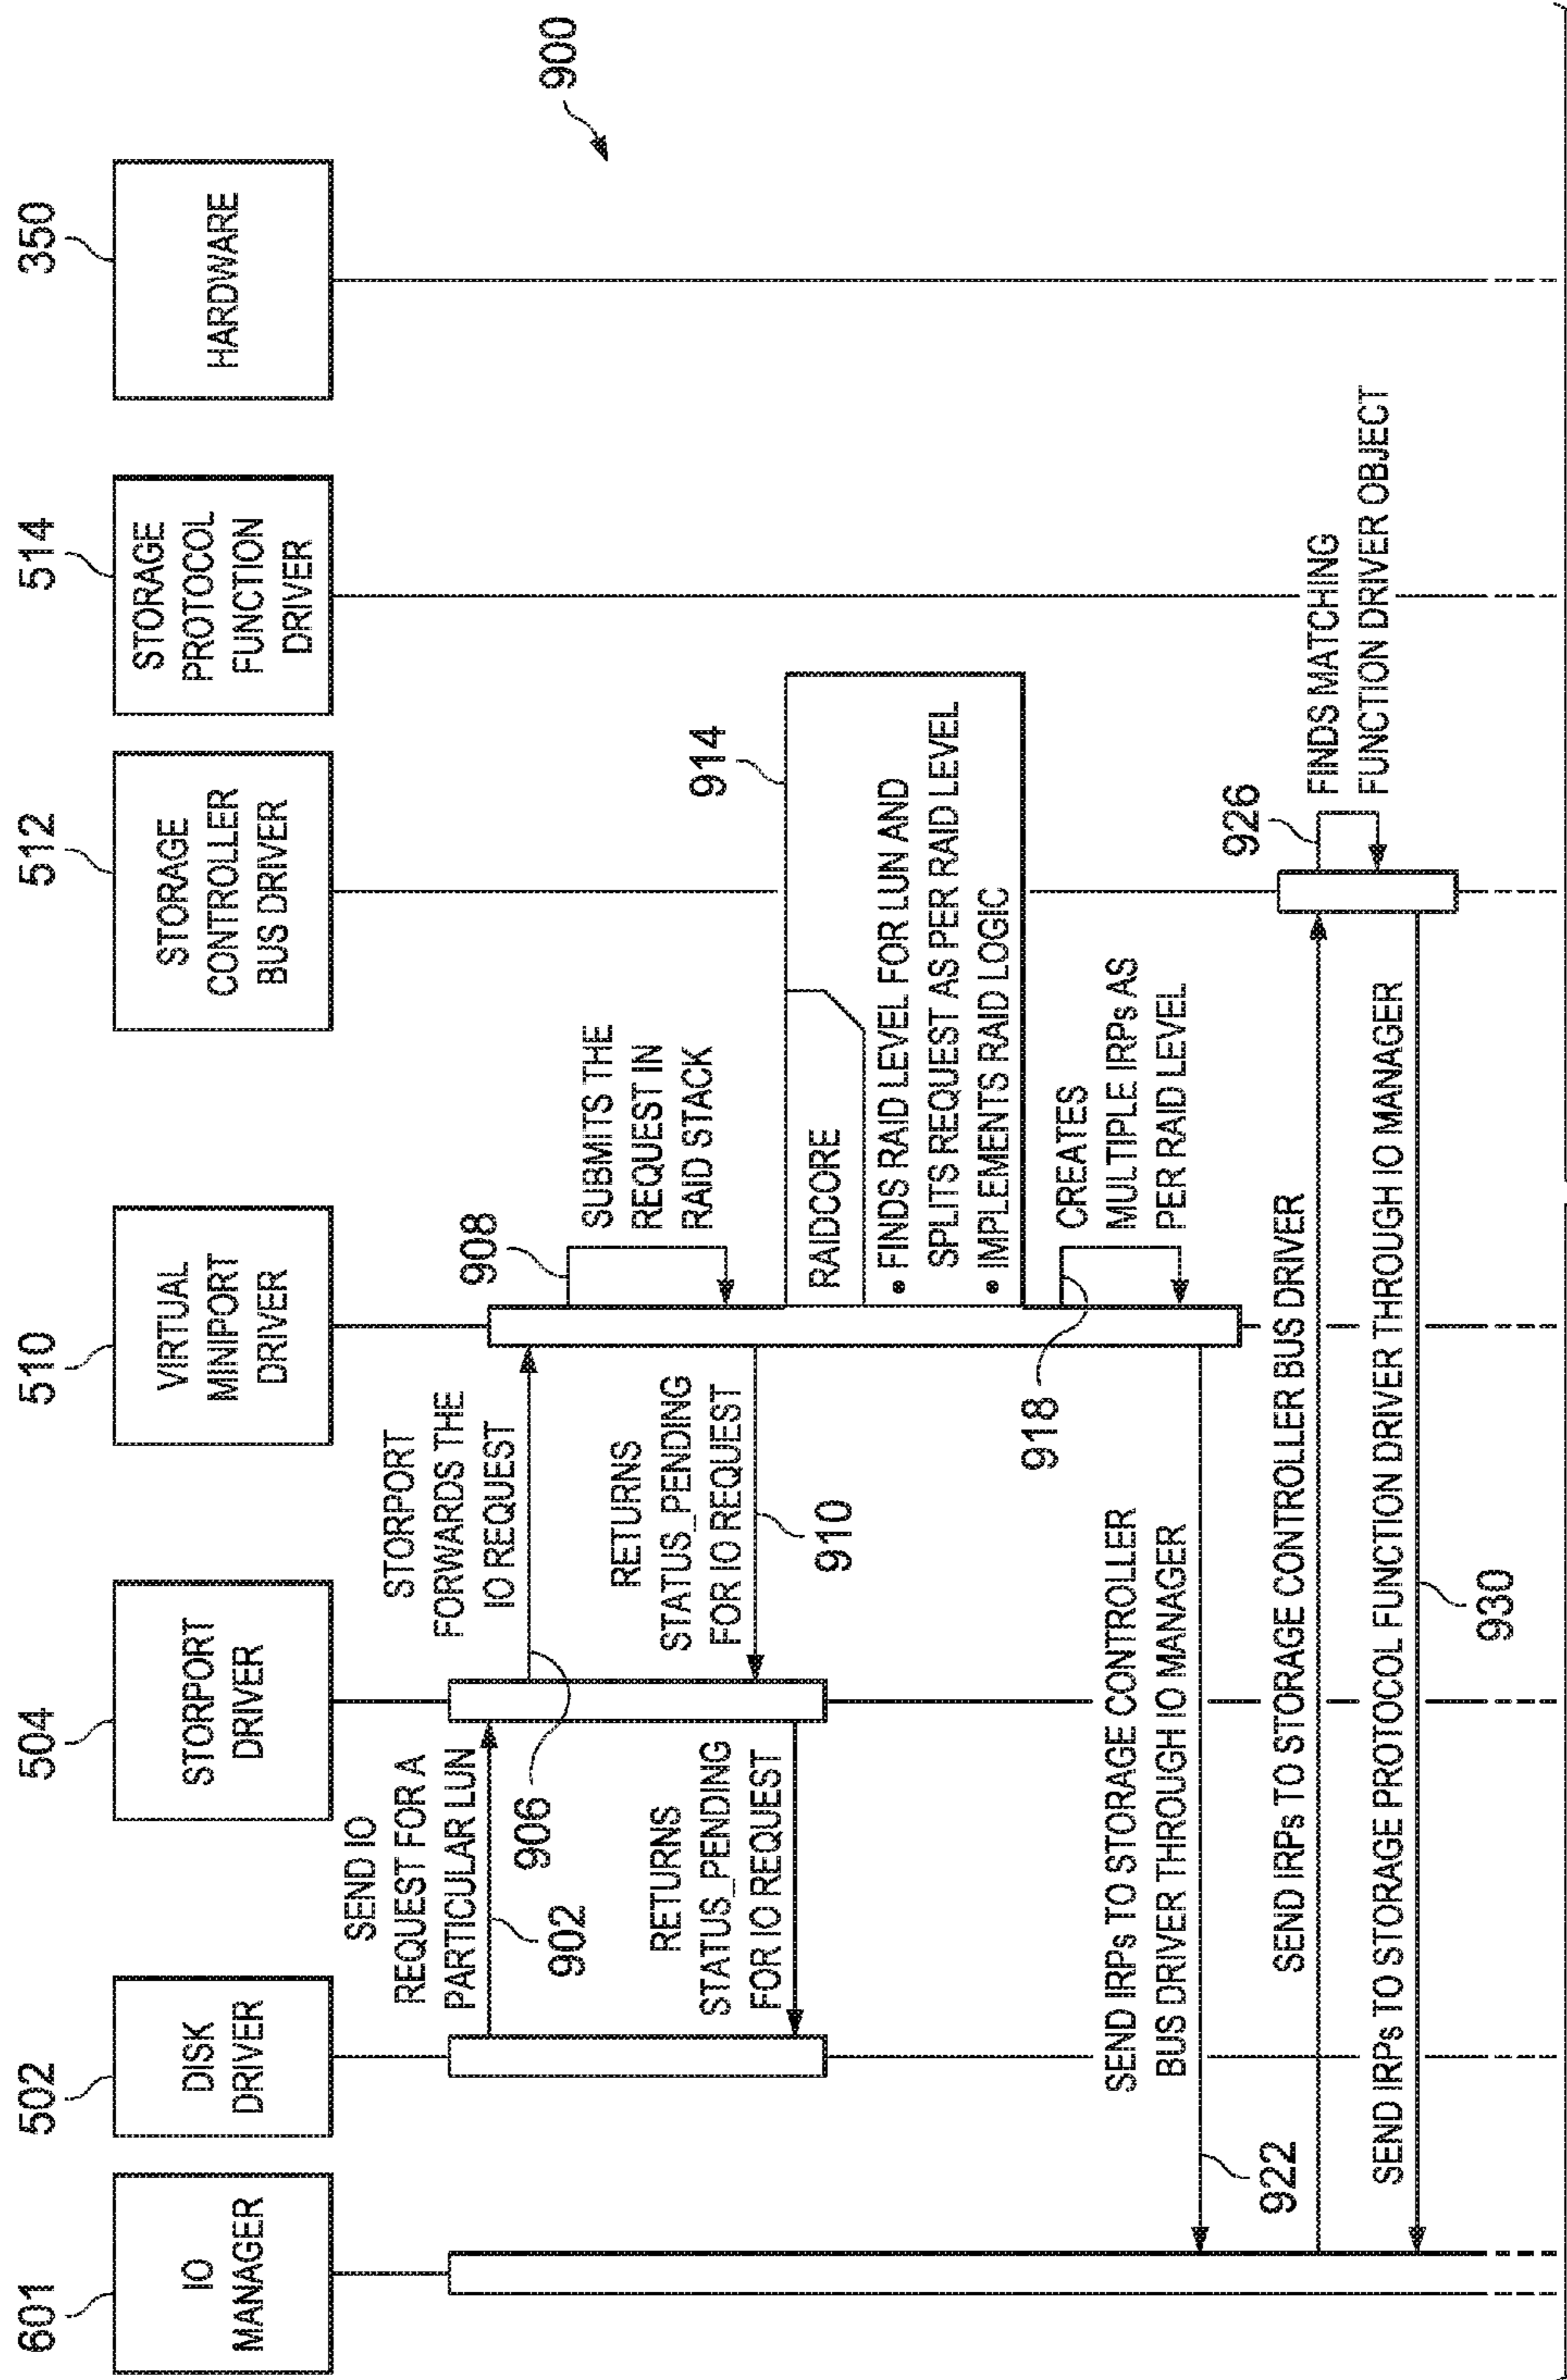 601
IO
MANAGER
502
DISK
DRIVER
504
STORPORT
DRIVER
510
VIRTUAL
MINIPORT
DRIVER
512
STORAGE
CONTROLLER
BUS DRIVER
514
STORAGE
PROTOCOL
FUNCTION
DRIVER
350
HARDWARE
900
SEND IO
REQUEST FOR A
PARTICULAR LUN
902
STORPORT
FORWARDS THE
IO REQUEST
906
908
SUBMITS THE
REQUEST IN
RAID STACK
RETURNS
STATUS_PENDING
FOR IO REQUEST
910
RETURNS
STATUS_PENDING
FOR IO REQUEST
914
RAIDCORE
• FINDS RAID LEVEL FOR LUN AND
SPLITS REQUEST AS PER RAID LEVEL
• IMPLEMENTS RAID LOGIC
918
CREATES
MULTIPLE IRPs AS
PER RAID LEVEL
SEND IRPs TO STORAGE CONTROLLER
BUS DRIVER THROUGH IO MANAGER
922
SEND IRPs TO STORAGE CONTROLLER BUS DRIVER
926
FINDS MATCHING
FUNCTION DRIVER OBJECT
SEND IRPs TO STORAGE PROTOCOL FUNCTION DRIVER THROUGH IO MANAGER
930